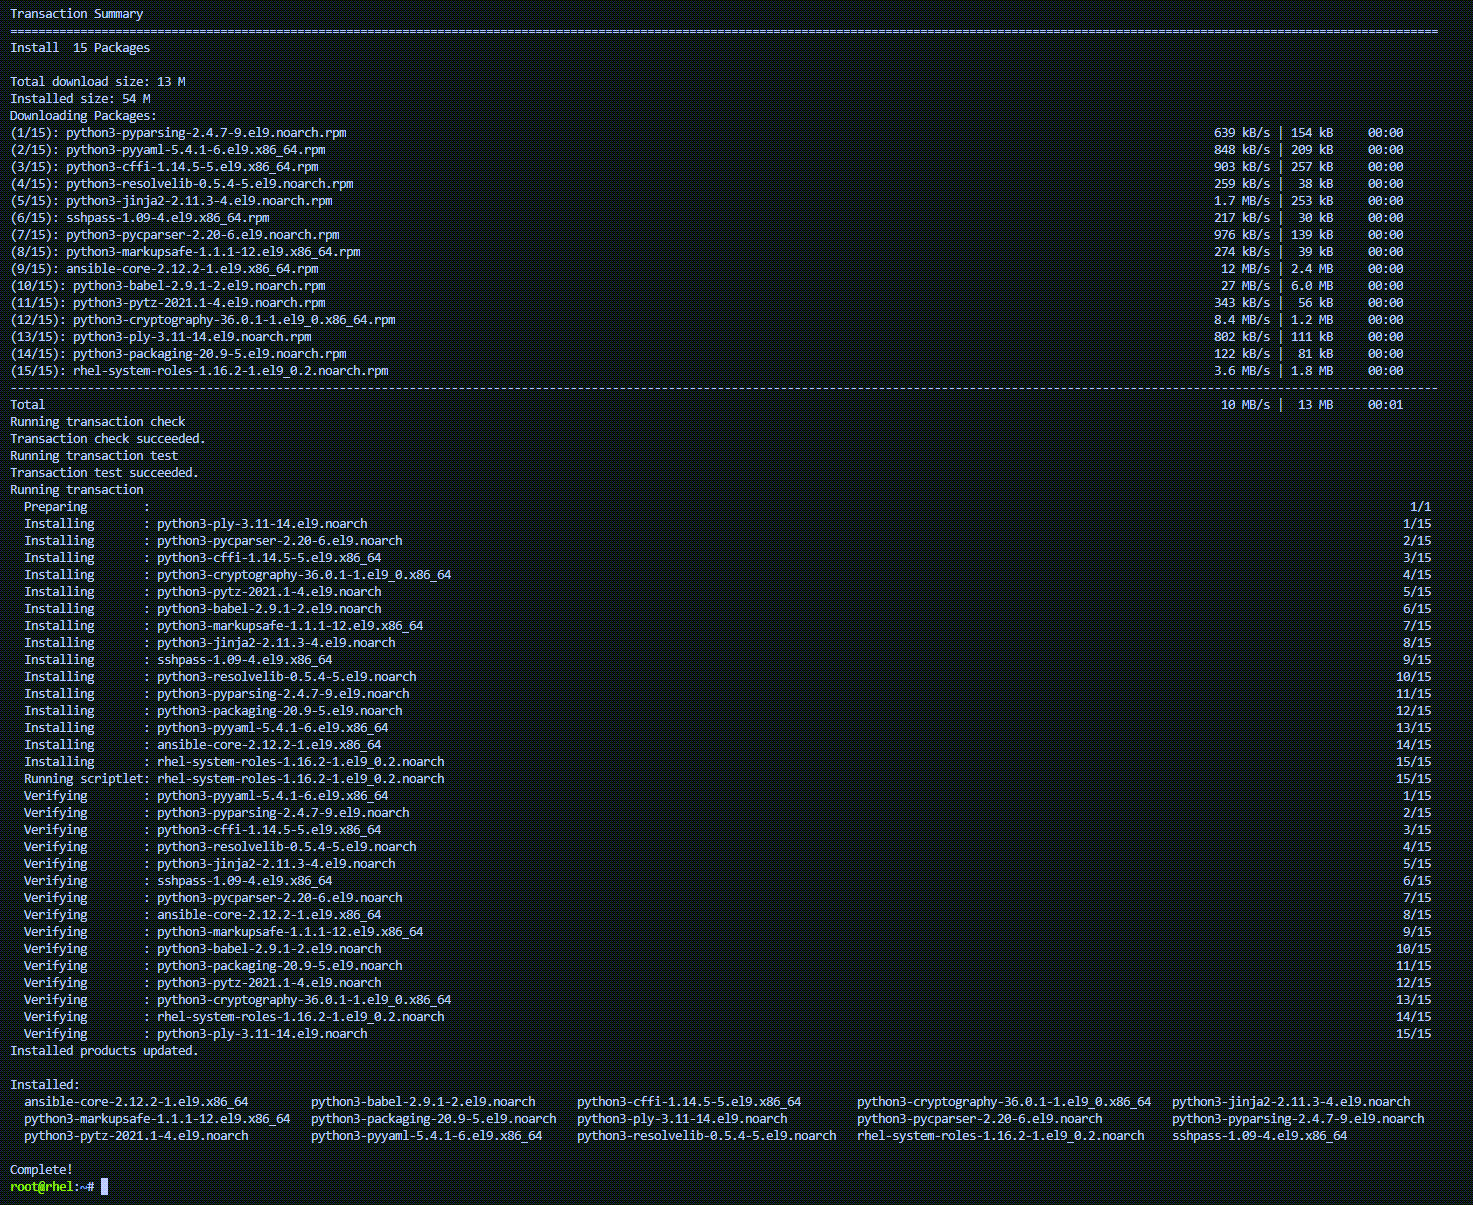 Transaction Summary
================================================================================================================================================================================================================
Install  15 Packages

Total download size: 13 M
Installed size: 54 M
Downloading Packages:
(1/15): python3-pyparsing-2.4.7-9.el9.noarch.rpm 639 kB/s | 154 kB     00:00
(2/15): python3-pyyaml-5.4.1-6.el9.x86_64.rpm 848 kB/s | 209 kB     00:00
(3/15): python3-cffi-1.14.5-5.el9.x86_64.rpm 903 kB/s | 257 kB     00:00
(4/15): python3-resolvelib-0.5.4-5.el9.noarch.rpm 259 kB/s |  38 kB     00:00
(5/15): python3-jinja2-2.11.3-4.el9.noarch.rpm 1.7 MB/s | 253 kB     00:00
(6/15): sshpass-1.09-4.el9.x86_64.rpm 217 kB/s |  30 kB     00:00
(7/15): python3-pycparser-2.20-6.el9.noarch.rpm 976 kB/s | 139 kB     00:00
(8/15): python3-markupsafe-1.1.1-12.el9.x86_64.rpm 274 kB/s |  39 kB     00:00
(9/15): ansible-core-2.12.2-1.el9.x86_64.rpm 12 MB/s | 2.4 MB     00:00
(10/15): python3-babel-2.9.1-2.el9.noarch.rpm 27 MB/s | 6.0 MB     00:00
(11/15): python3-pytz-2021.1-4.el9.noarch.rpm 343 kB/s |  56 kB     00:00
(12/15): python3-cryptography-36.0.1-1.el9_0.x86_64.rpm 8.4 MB/s | 1.2 MB     00:00
(13/15): python3-ply-3.11-14.el9.noarch.rpm 802 kB/s | 111 kB     00:00
(14/15): python3-packaging-20.9-5.el9.noarch.rpm 122 kB/s |  81 kB     00:00
(15/15): rhel-system-roles-1.16.2-1.el9_0.2.noarch.rpm 3.6 MB/s | 1.8 MB     00:00
----------------------------------------------------------------------------------------------------------------------------------------------------------------------------------------------------------------
Total 10 MB/s |  13 MB     00:01
Running transaction check
Transaction check succeeded.
Running transaction test
Transaction test succeeded.
Running transaction
  Preparing        : 1/1
  Installing       : python3-ply-3.11-14.el9.noarch 1/15
  Installing       : python3-pycparser-2.20-6.el9.noarch 2/15
  Installing       : python3-cffi-1.14.5-5.el9.x86_64 3/15
  Installing       : python3-cryptography-36.0.1-1.el9_0.x86_64 4/15
  Installing       : python3-pytz-2021.1-4.el9.noarch 5/15
  Installing       : python3-babel-2.9.1-2.el9.noarch 6/15
  Installing       : python3-markupsafe-1.1.1-12.el9.x86_64 7/15
  Installing       : python3-jinja2-2.11.3-4.el9.noarch 8/15
  Installing       : sshpass-1.09-4.el9.x86_64 9/15
  Installing       : python3-resolvelib-0.5.4-5.el9.noarch 10/15
  Installing       : python3-pyparsing-2.4.7-9.el9.noarch 11/15
  Installing       : python3-packaging-20.9-5.el9.noarch 12/15
  Installing       : python3-pyyaml-5.4.1-6.el9.x86_64 13/15
  Installing       : ansible-core-2.12.2-1.el9.x86_64 14/15
  Installing       : rhel-system-roles-1.16.2-1.el9_0.2.noarch 15/15
  Running scriptlet: rhel-system-roles-1.16.2-1.el9_0.2.noarch 15/15
  Verifying        : python3-pyyaml-5.4.1-6.el9.x86_64 1/15
  Verifying        : python3-pyparsing-2.4.7-9.el9.noarch 2/15
  Verifying        : python3-cffi-1.14.5-5.el9.x86_64 3/15
  Verifying        : python3-resolvelib-0.5.4-5.el9.noarch 4/15
  Verifying        : python3-jinja2-2.11.3-4.el9.noarch 5/15
  Verifying        : sshpass-1.09-4.el9.x86_64 6/15
  Verifying        : python3-pycparser-2.20-6.el9.noarch 7/15
  Verifying        : ansible-core-2.12.2-1.el9.x86_64 8/15
  Verifying        : python3-markupsafe-1.1.1-12.el9.x86_64 9/15
  Verifying        : python3-babel-2.9.1-2.el9.noarch 10/15
  Verifying        : python3-packaging-20.9-5.el9.noarch 11/15
  Verifying        : python3-pytz-2021.1-4.el9.noarch 12/15
  Verifying        : python3-cryptography-36.0.1-1.el9_0.x86_64 13/15
  Verifying        : rhel-system-roles-1.16.2-1.el9_0.2.noarch 14/15
  Verifying        : python3-ply-3.11-14.el9.noarch 15/15
Installed products updated.

Installed:
  ansible-core-2.12.2-1.el9.x86_64         python3-babel-2.9.1-2.el9.noarch      python3-cffi-1.14.5-5.el9.x86_64        python3-cryptography-36.0.1-1.el9_0.x86_64   python3-jinja2-2.11.3-4.el9.noarch
  python3-markupsafe-1.1.1-12.el9.x86_64   python3-packaging-20.9-5.el9.noarch   python3-ply-3.11-14.el9.noarch          python3-pycparser-2.20-6.el9.noarch          python3-pyparsing-2.4.7-9.el9.noarch
  python3-pytz-2021.1-4.el9.noarch         python3-pyyaml-5.4.1-6.el9.x86_64     python3-resolvelib-0.5.4-5.el9.noarch   rhel-system-roles-1.16.2-1.el9_0.2.noarch    sshpass-1.09-4.el9.x86_64

Complete!
root@rhel:~#